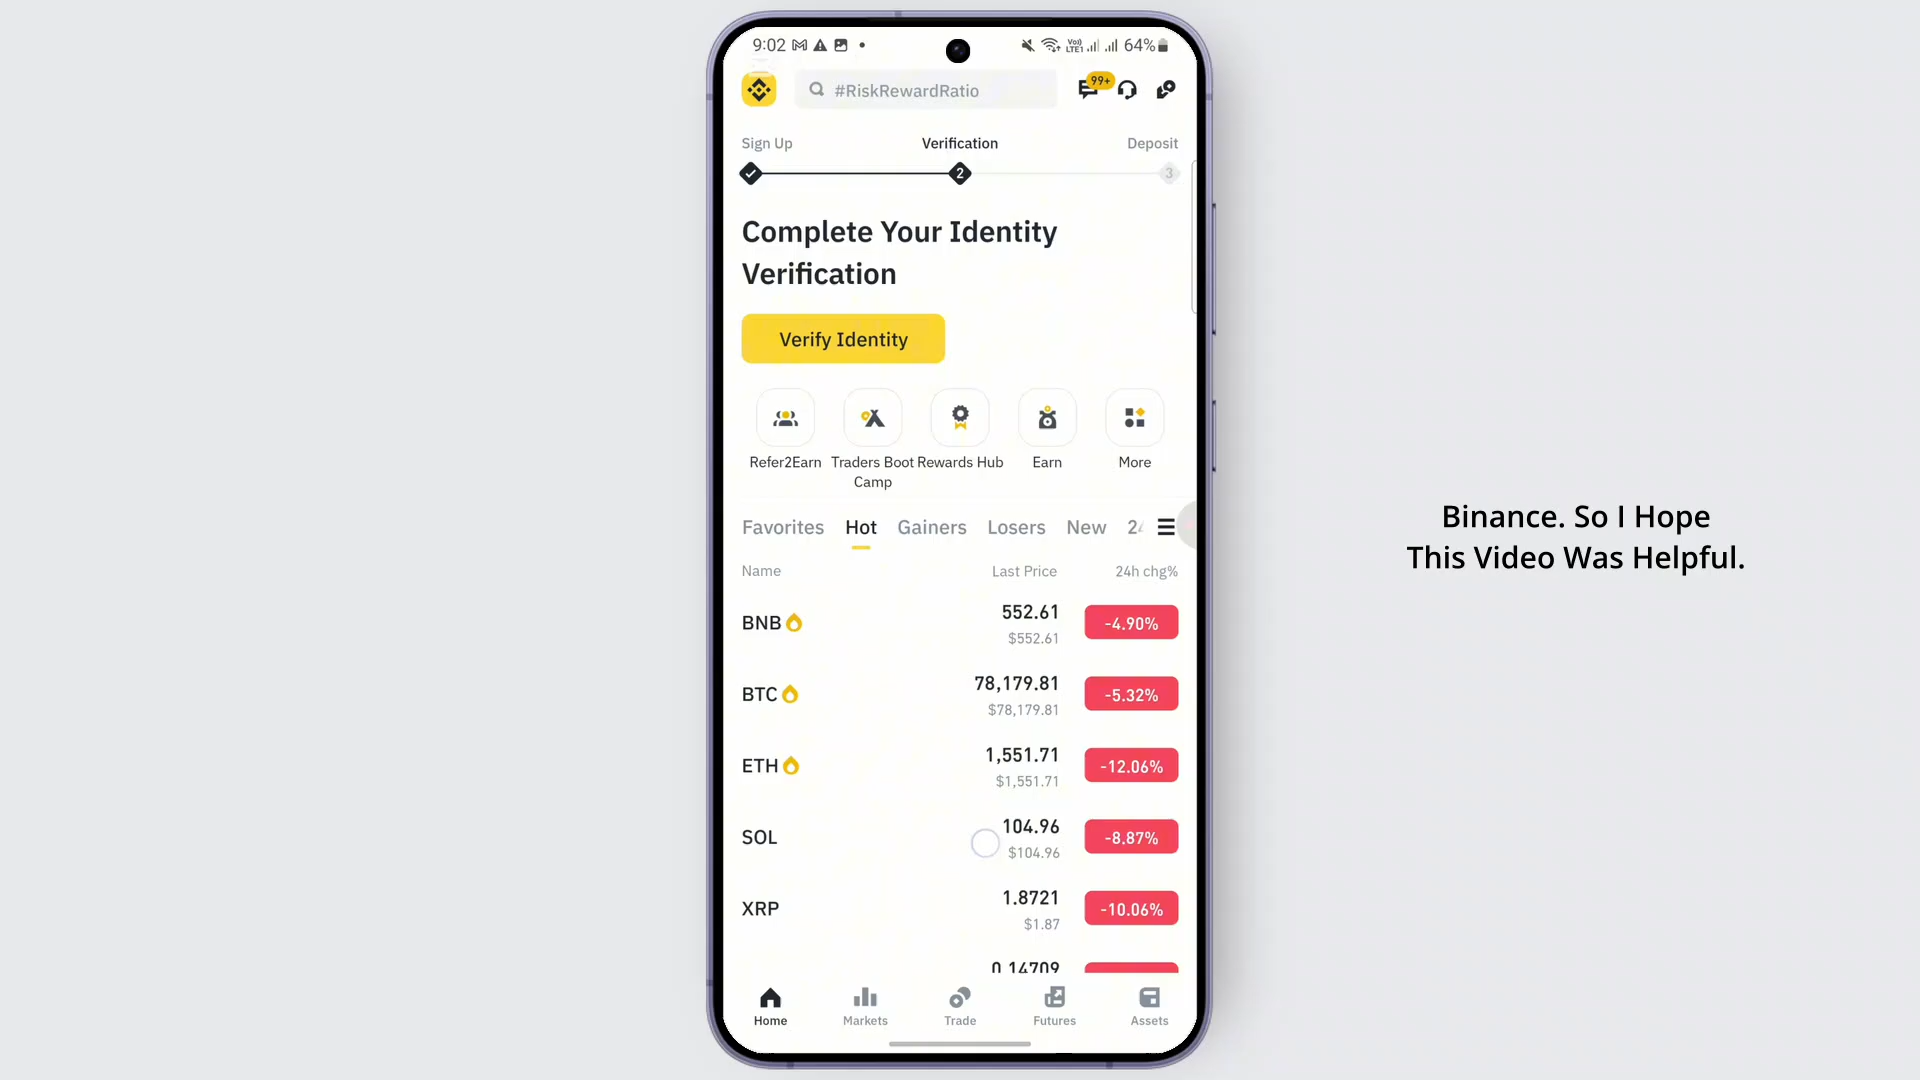 9:02 64%
#RiskRewardRatio 99+
Sign Up Verification Deposit
2 3
Complete Your Identity
Verification
Verify Identity
Refer2Earn Traders Boot Camp Rewards Hub Earn More
Favorites Hot Gainers Losers New
Name Last Price 24h chg%
BNB 552.61 -4.90%
$552.61
BTC 78,179.81 -5.32%
$78,179.81
ETH 1,551.71 -12.06%
$1,551.71
SOL 104.96 -8.87%
$104.96
XRP 1.8721 -10.06%
$1.87
0.14709
Home Markets Trade Futures Assets
Binance. So I Hope
This Video Was Helpful.